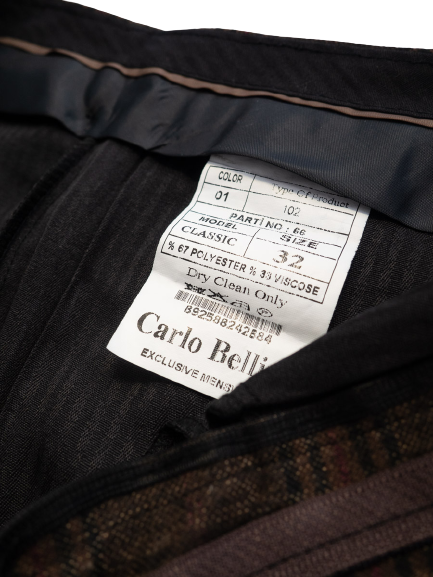 COLOR
Type Of Product
01
102
PARTİ NO : 66
MODEL
SIZE
CLASSIC
32
% 67 POLYESTER % 33 VISCOSE
Dry Clean Only
892588242584
Carlo Belli
EXCLUSIVE MENS